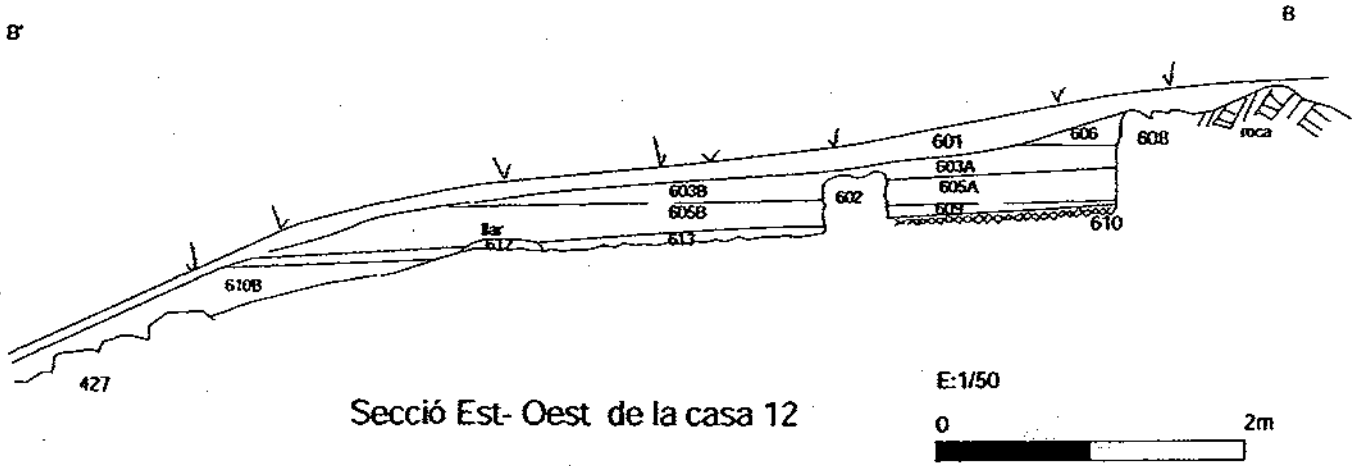 B'
B
601
606
608
roca
603A
603B
602
605A
605B
609
610
llar
612
613
610B
427
E:1/50
Secció Est- Oest de la casa 12
0 2m